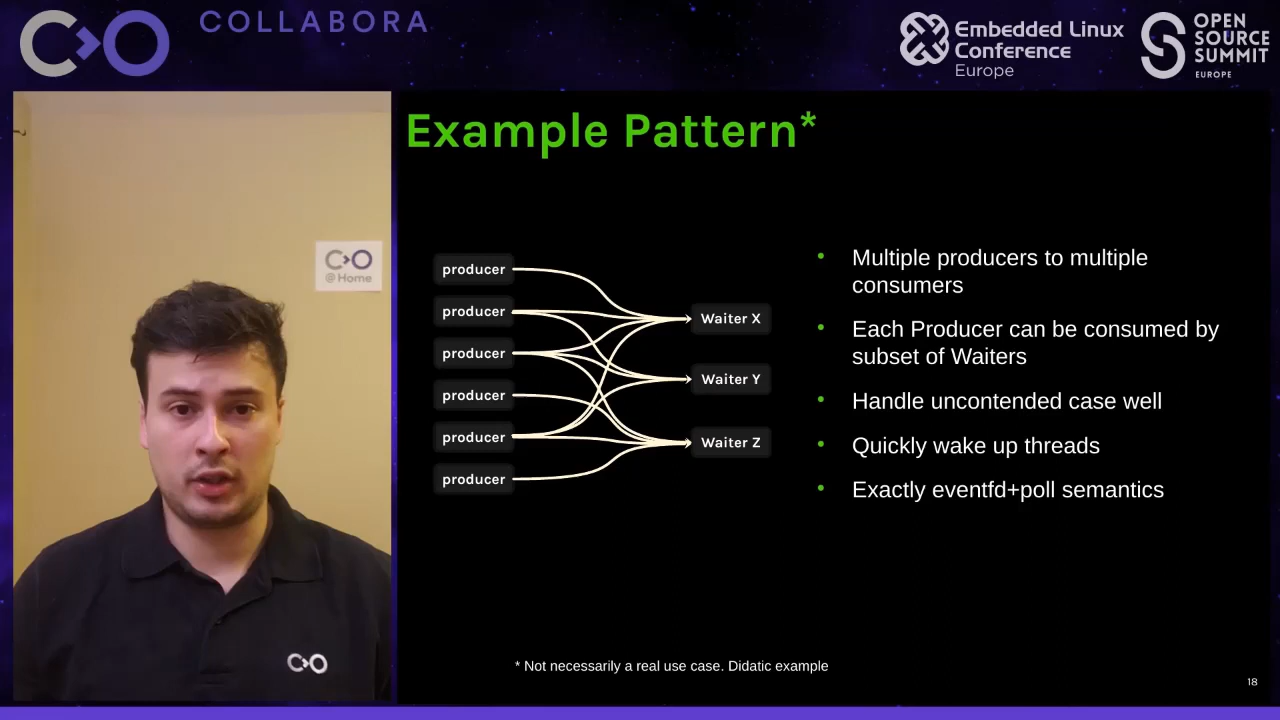 COLLABORA
Embedded Linux
Conference
Europe
OPEN
SOURCE
SUMMIT
EUROPE
@Home
Example Pattern*
producer
producer
producer
producer
producer
producer
Waiter X
Waiter Y
Waiter Z
• Multiple producers to multiple
consumers
• Each Producer can be consumed by
subset of Waiters
• Handle uncontended case well
• Quickly wake up threads
• Exactly eventfd+poll semantics
* Not necessarily a real use case. Didatic example
18